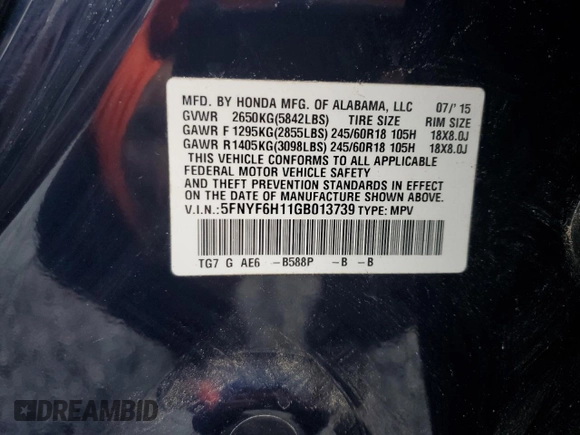 MFD. BY HONDA MFG. OF ALABAMA, LLC 07/'15
GVWR 2650KG(5842LBS) TIRE SIZE RIM SIZE
GAWR F 1295KG(2855LBS) 245/60R18 105H 18X8.0J
GAWR R 1405KG(3098LBS) 245/60R18 105H 18X8.0J
THIS VEHICLE CONFORMS TO ALL APPLICABLE
FEDERAL MOTOR VEHICLE SAFETY
AND THEFT PREVENTION STANDARDS IN EFFECT
ON THE DATE OF MANUFACTURE SHOWN ABOVE.
V.I.N.: 5FNYF6H11GB013739 TYPE: MPV
TG7 G AE6 -B588P -B -B
DREAMBID